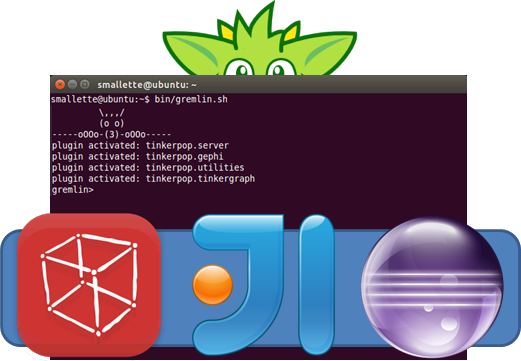 smallette@ubuntu: ~
smallette@ubuntu:~$ bin/gremlin.sh
\,,,/
(o o)
-----oOOo-(3)-oOOo-----
plugin activated: tinkerpop.server
plugin activated: tinkerpop.gephi
plugin activated: tinkerpop.utilities
plugin activated: tinkerpop.tinkergraph
gremlin>
JI